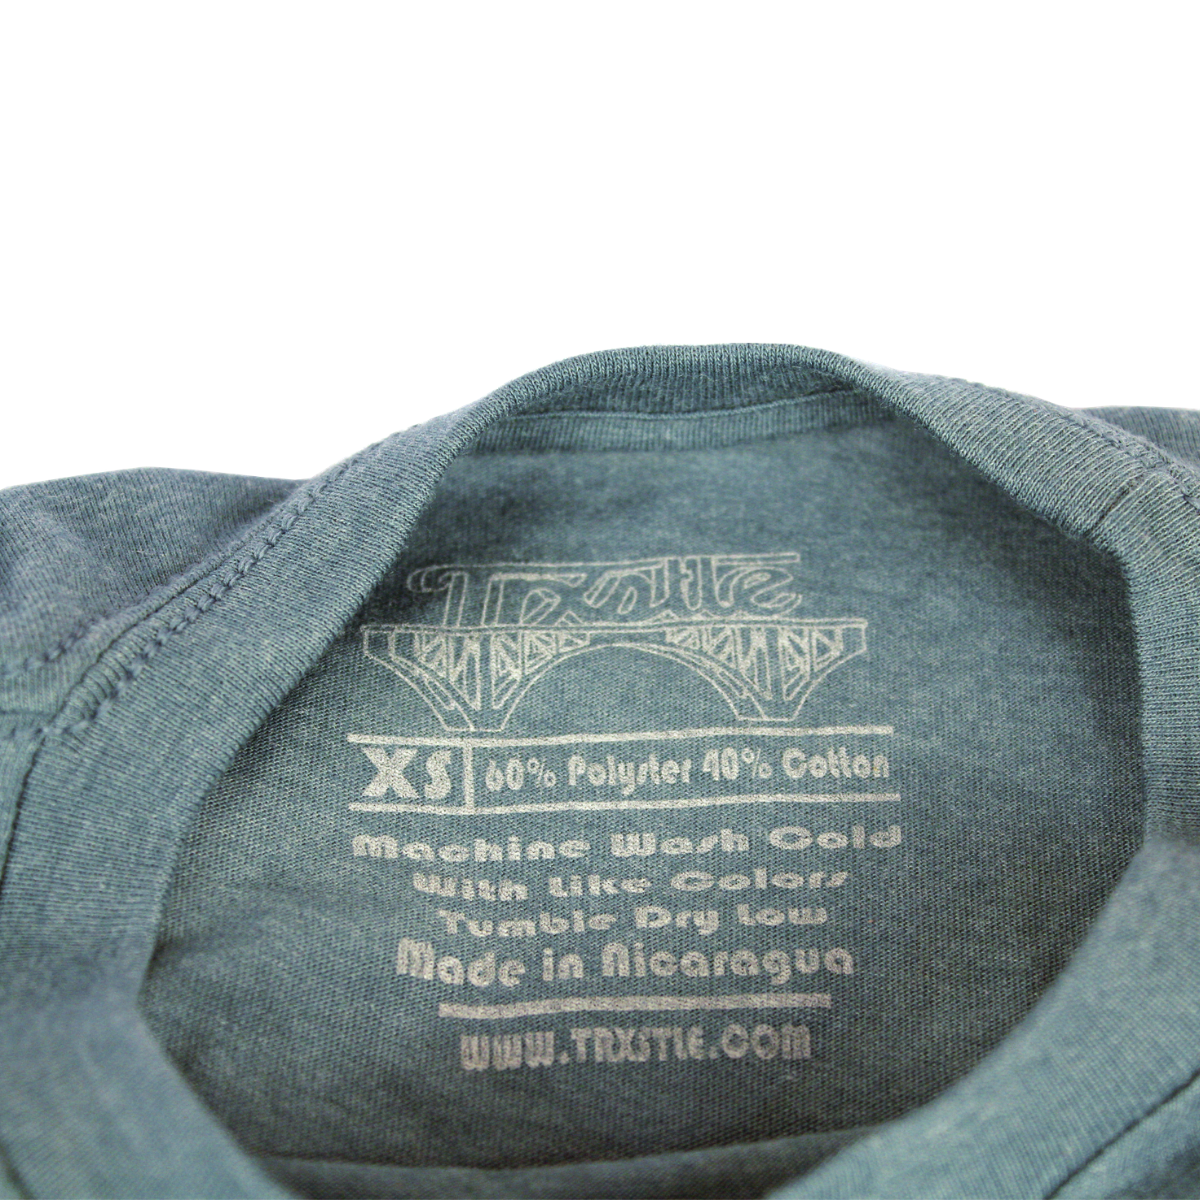 Trxstle
XS 60% Polyster 40% Cotton
Machine Wash Cold
With Like Colors
Tumble Dry Low
Made in Nicaragua
WWW.TRXSTLE.COM